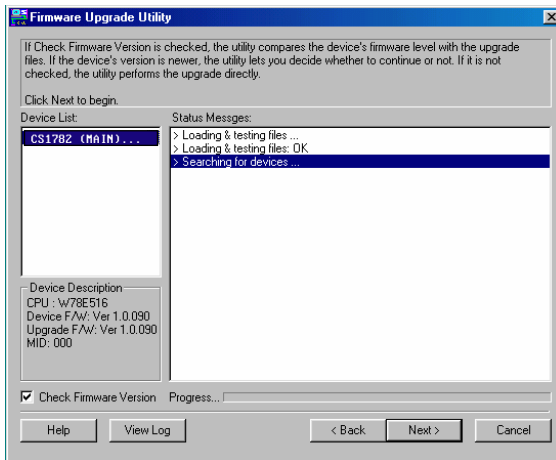 Firmware Upgrade Utility
If Check Firmware Version is checked, the utility compares the device's firmware level with the upgrade
files. If the device's version is newer, the utility lets you decide whether to continue or not. If it is not
checked, the utility performs the upgrade directly.
Click Next to begin.
Device List:
Status Messges:
CS1782 (MAIN)...
> Loading & testing files ...
> Loading & testing files: OK
> Searching for devices ...
Device Description
CPU : W78E516
Device F/W: Ver 1.0.090
Upgrade F/W: Ver 1.0.090
MID: 000
Check Firmware Version
Progress...
Help
View Log
< Back
Next >
Cancel